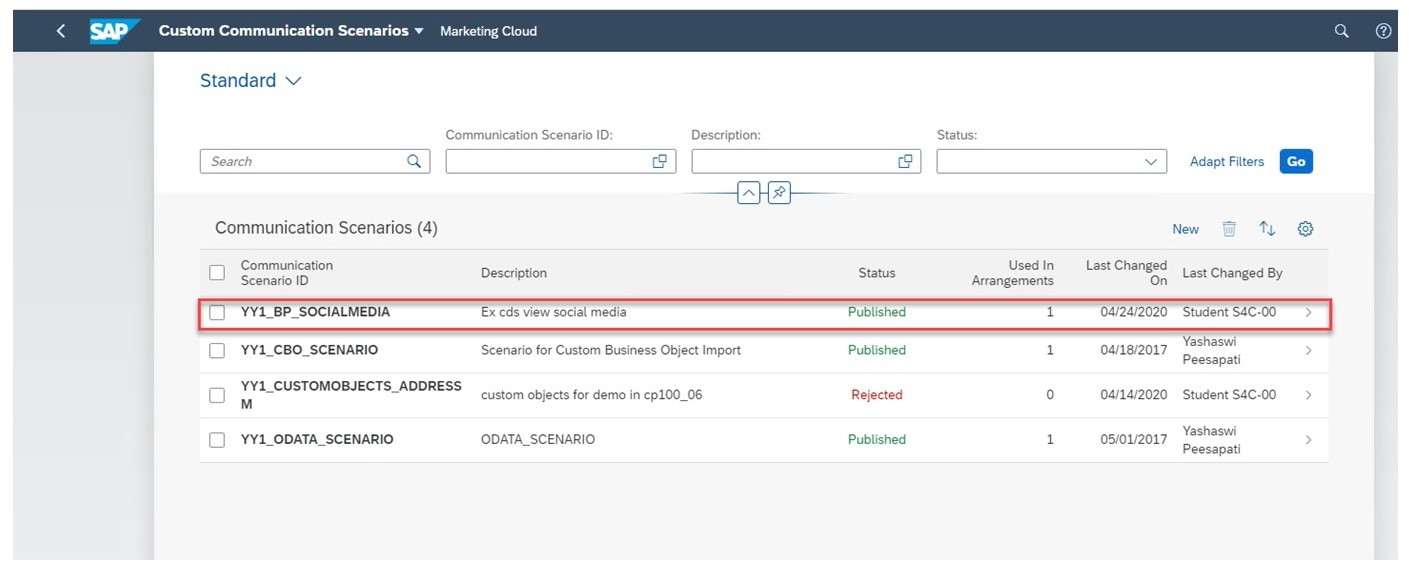 SAP Custom Communication Scenarios Marketing Cloud
Standard
Communication Scenario ID: Description: Status:
Search Adapt Filters Go
Communication Scenarios (4) New
Communication Scenario ID Description Status Used In Arrangements Last Changed On Last Changed By
YY1_BP_SOCIALMEDIA Ex cds view social media Published 1 04/24/2020 Student S4C-00
YY1_CBO_SCENARIO Scenario for Custom Business Object Import Published 1 04/18/2017 Yashaswi Peesapati
YY1_CUSTOMOBJECTS_ADDRESSM custom objects for demo in cp100_06 Rejected 0 04/14/2020 Student S4C-00
YY1_ODATA_SCENARIO ODATA_SCENARIO Published 1 05/01/2017 Yashaswi Peesapati